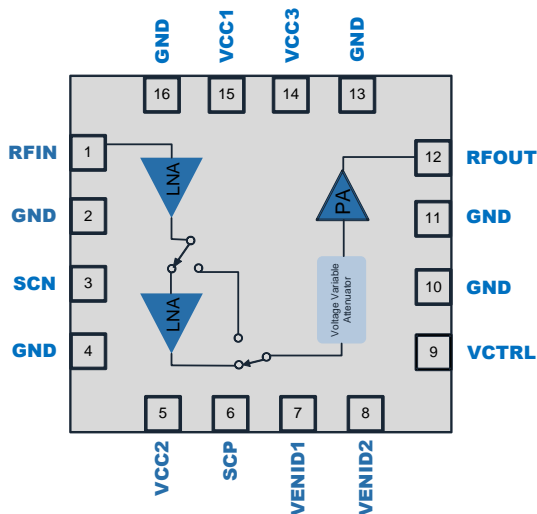 GND
VCC1
VCC3
GND
16
15
14
13
RFIN
1
LNA
PA
12
RFOUT
GND
2
11
GND
SCN
3
LNA
Voltage Variable
Attenuator
10
GND
GND
4
9
VCTRL
5
6
7
8
VCC2
SCP
VENID1
VENID2